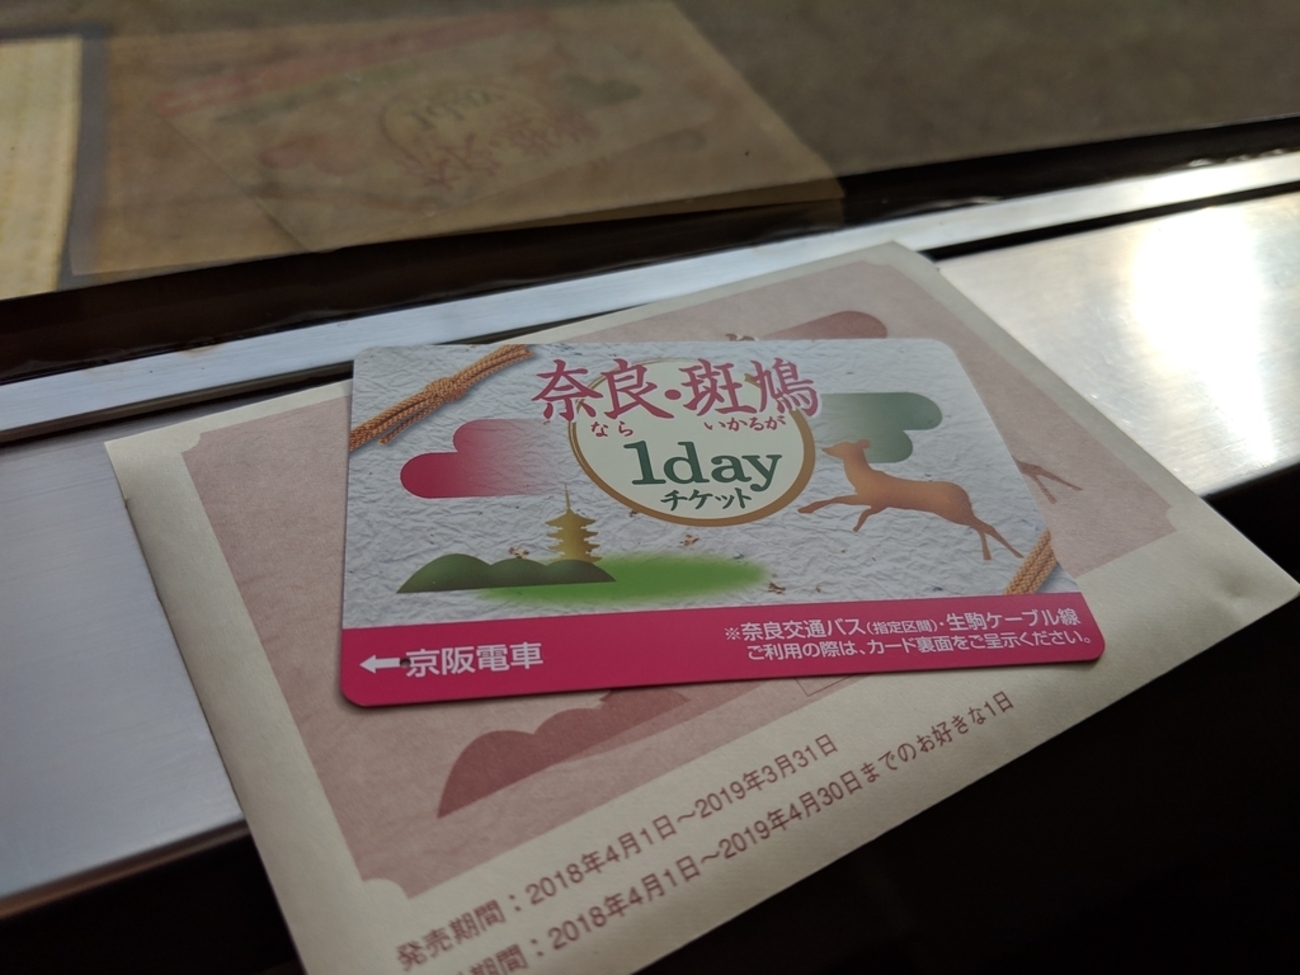 奈良・斑鳩
なら いかるが
1day
チケット
←京阪電車
※奈良交通バス(指定区間)・生駒ケーブル線
ご利用の際は、カード裏面をご呈示ください。
発売期間：2018年4月1日～2019年3月31日
期間：2018年4月1日～2019年4月30日までのお好きな1日